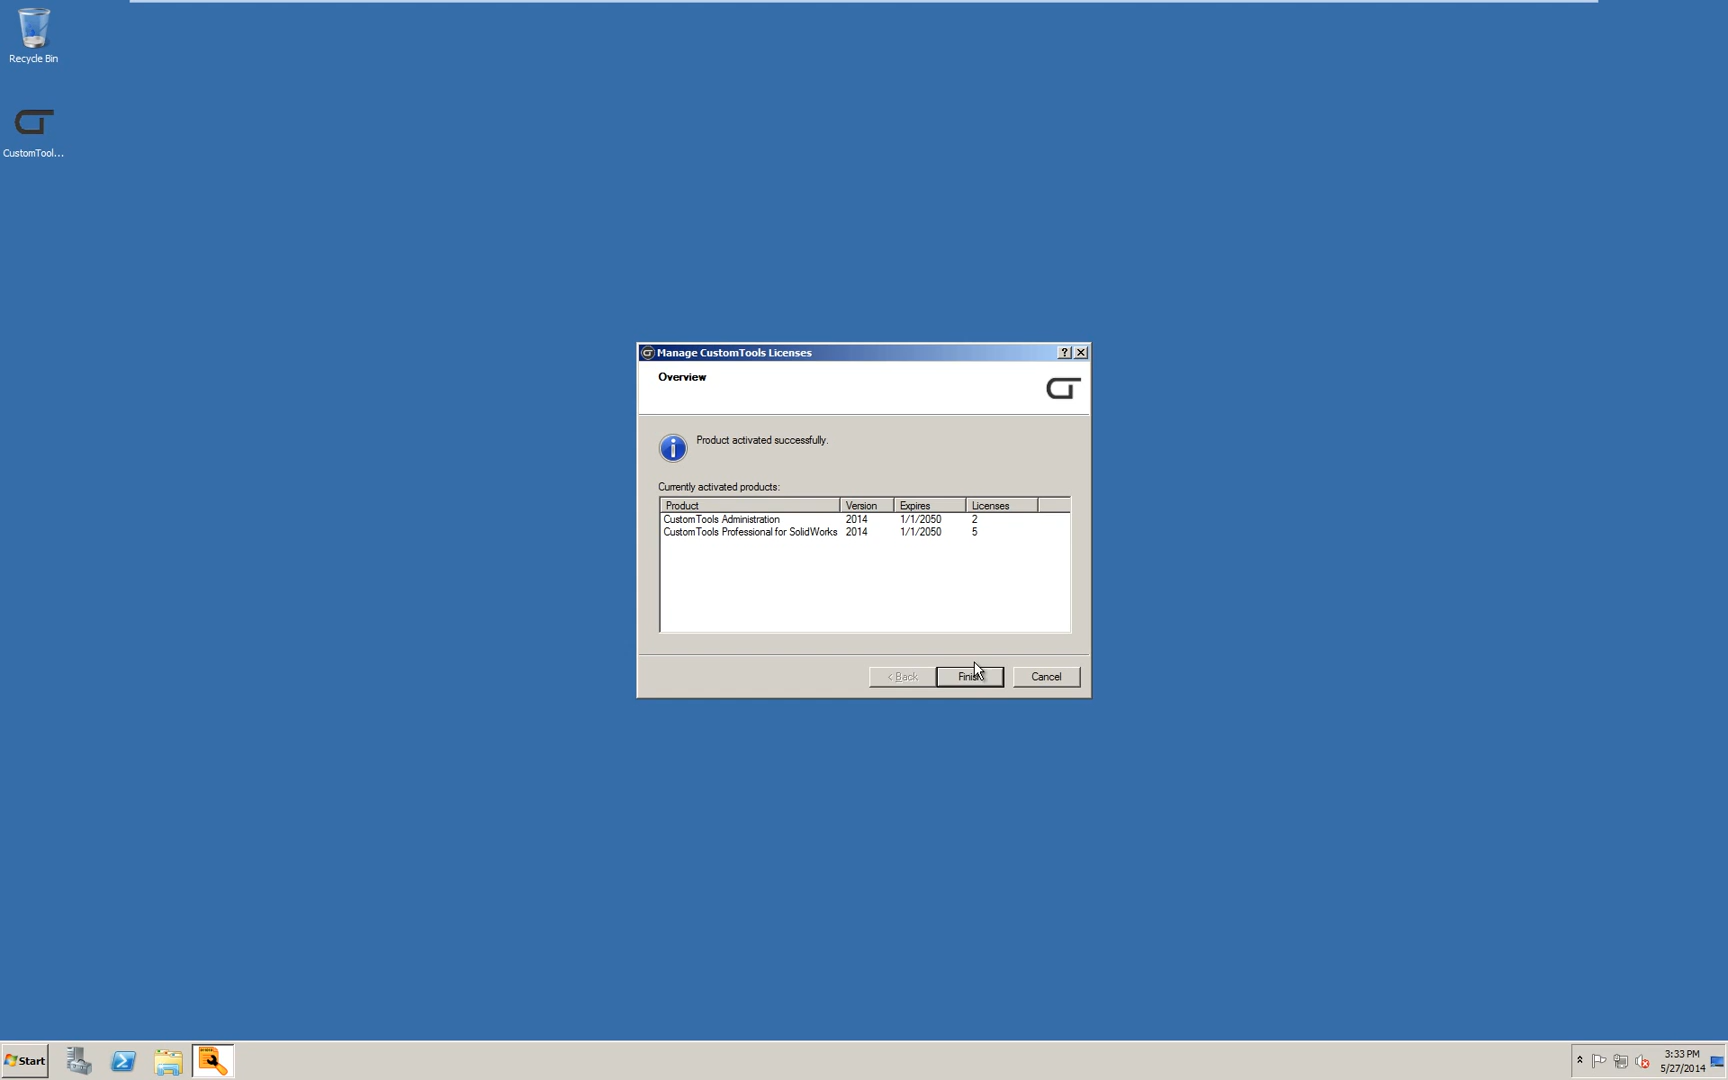 Recycle Bin
CustomTool...
Manage CustomTools Licenses
Overview
Product activated successfully.
Currently activated products:
Product Version Expires Licenses
CustomTools Administration 2014 1/1/2050 2
CustomTools Professional for SolidWorks 2014 1/1/2050 5
< Back Finish Cancel
Start
3:33 PM
5/27/2014